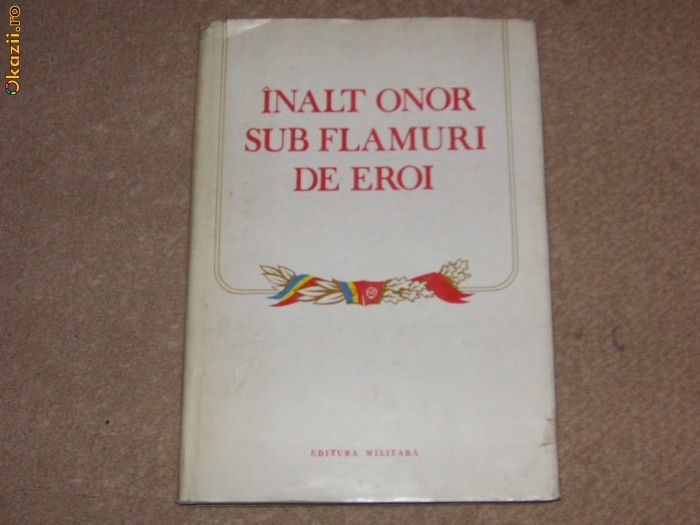 Okazii.ro
ÎNALT ONOR
SUB FLAMURI
DE EROI
EDITURA MILITARĂ